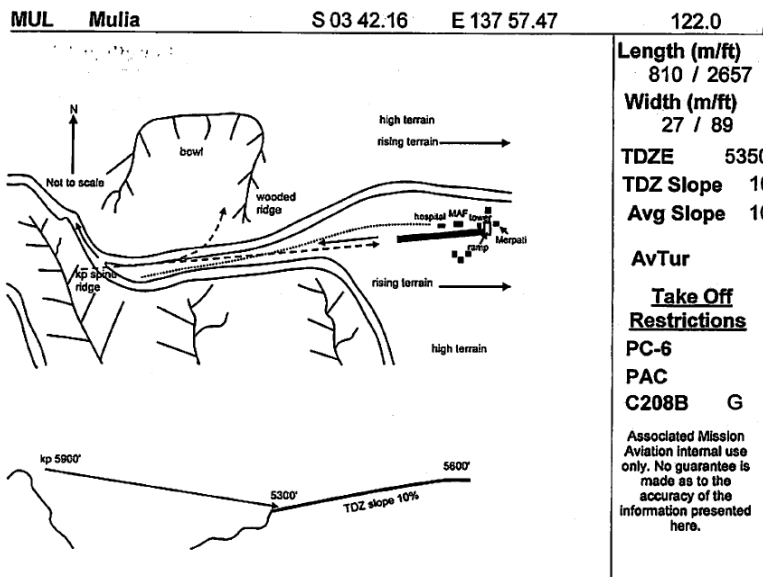 MUL Mulia S 03 42.16 E 137 57.47 122.0
Length (m/ft)
810 / 2657
Width (m/ft)
27 / 89
TDZE 5350
TDZ Slope 10
Avg Slope 10
AvTur
Take Off
Restrictions
PC-6
PAC
C208B G
Associated Mission
Aviation internal use
only. No guarantee is
made as to the
accuracy of the
information presented
here.
N
Not to scale
bowl
high terrain
rising terrain
wooded
ridge
hospital MAF tower
Merpati
ramp
kp spine
ridge
rising terrain
high terrain
kp 5900'
5300'
TDZ slope 10%
5600'